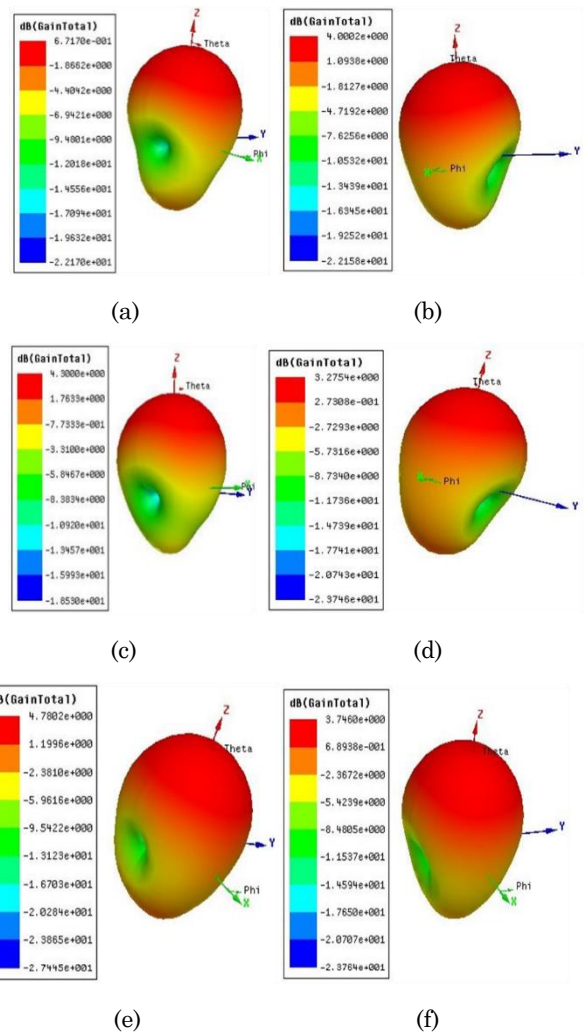 dB(GainTotal)
6.7170e-001
-1.8662e+000
-4.4042e+000
-6.9421e+000
-9.4801e+000
-1.2018e+001
-1.4556e+001
-1.7094e+001
-1.9632e+001
-2.2170e+001
Z
Theta
Y
Phi
X
(a)
dB(GainTotal)
4.0002e+000
1.0938e+000
-1.8127e+000
-4.7192e+000
-7.6256e+000
-1.0532e+001
-1.3439e+001
-1.6345e+001
-1.9252e+001
-2.2158e+001
Z
Theta
Y
X
Phi
(b)
dB(GainTotal)
4.3000e+000
1.7633e+000
-7.7333e-001
-3.3100e+000
-5.8467e+000
-8.3834e+000
-1.0920e+001
-1.3457e+001
-1.5993e+001
-1.8530e+001
Z
Theta
Phi
Y
(c)
dB(GainTotal)
3.2754e+000
2.7308e-001
-2.7293e+000
-5.7316e+000
-8.7340e+000
-1.1736e+001
-1.4739e+001
-1.7741e+001
-2.0743e+001
-2.3746e+001
Z
Theta
X
Phi
Y
(d)
dB(GainTotal)
4.7802e+000
1.1996e+000
-2.3810e+000
-5.9616e+000
-9.5422e+000
-1.3123e+001
-1.6703e+001
-2.0284e+001
-2.3865e+001
-2.7445e+001
Z
Theta
Y
Phi
X
(e)
dB(GainTotal)
3.7460e+000
6.8938e-001
-2.3672e+000
-5.4239e+000
-8.4805e+000
-1.1537e+001
-1.4594e+001
-1.7650e+001
-2.0707e+001
-2.3764e+001
Z
Theta
Y
Phi
X
(f)